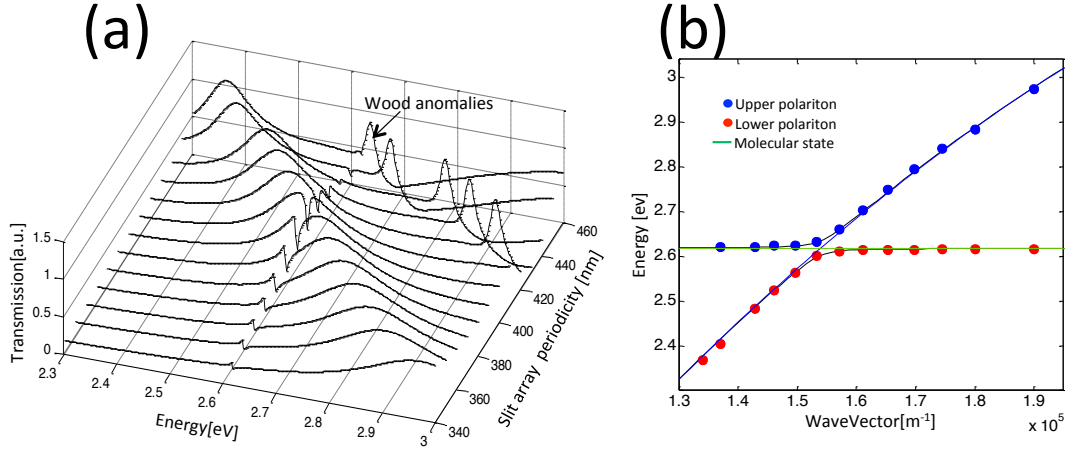 (a)
Wood anomalies
Transmission[a.u.]
1.5
1
0.5
0
2.3
2.4
2.5
2.6
2.7
2.8
2.9
3
Energy[eV]
340
360
380
400
420
440
460
Slit array periodicity [nm]
(b)
Energy [ev]
3
2.9
2.8
2.7
2.6
2.5
2.4
Upper polariton
Lower polariton
Molecular state
1.3 1.4 1.5 1.6 1.7 1.8 1.9
WaveVector[m⁻¹]
x 10⁵